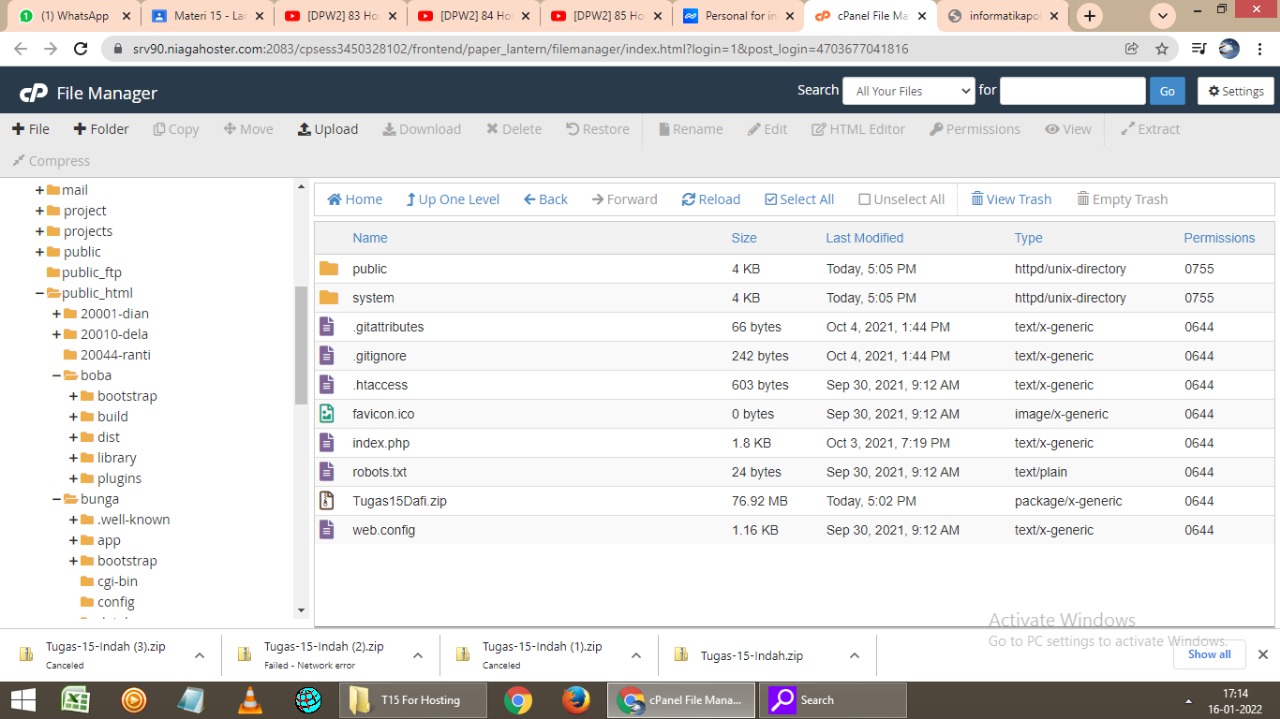 (1) WhatsApp
Materi 15 - Lar
[DPW2] 83 Ho
[DPW2] 84 Ho
[DPW2] 85 Ho
Personal for in
cPanel File Ma
informatikapol
srv90.niagahoster.com:2083/cpsess3450328102/frontend/paper_lantern/filemanager/index.html?login=1&post_login=4703677041816
cP File Manager
Search All Your Files for Go Settings
File Folder Copy Move Upload Download Delete Restore Rename Edit HTML Editor Permissions View Extract
Compress
mail
project
projects
public
public_ftp
public_html
20001-dian
20010-dela
20044-ranti
boba
bootstrap
build
dist
library
plugins
bunga
.well-known
app
bootstrap
cgi-bin
config
Home Up One Level Back Forward Reload Select All Unselect All View Trash Empty Trash
Name Size Last Modified Type Permissions
public 4 KB Today, 5:05 PM httpd/unix-directory 0755
system 4 KB Today, 5:05 PM httpd/unix-directory 0755
.gitattributes 66 bytes Oct 4, 2021, 1:44 PM text/x-generic 0644
.gitignore 242 bytes Oct 4, 2021, 1:44 PM text/x-generic 0644
.htaccess 603 bytes Sep 30, 2021, 9:12 AM text/x-generic 0644
favicon.ico 0 bytes Sep 30, 2021, 9:12 AM image/x-generic 0644
index.php 1.8 KB Oct 3, 2021, 7:19 PM text/x-generic 0644
robots.txt 24 bytes Sep 30, 2021, 9:12 AM text/plain 0644
Tugas15Dafi.zip 76.92 MB Today, 5:02 PM package/x-generic 0644
web.config 1.16 KB Sep 30, 2021, 9:12 AM text/x-generic 0644
Activate Windows
Go to PC settings to activate Windows.
Tugas-15-Indah (3).zip
Canceled
Tugas-15-Indah (2).zip
Failed - Network error
Tugas-15-Indah (1).zip
Canceled
Tugas-15-Indah.zip
Show all
T15 For Hosting
cPanel File Mana...
Search
17:14
16-01-2022